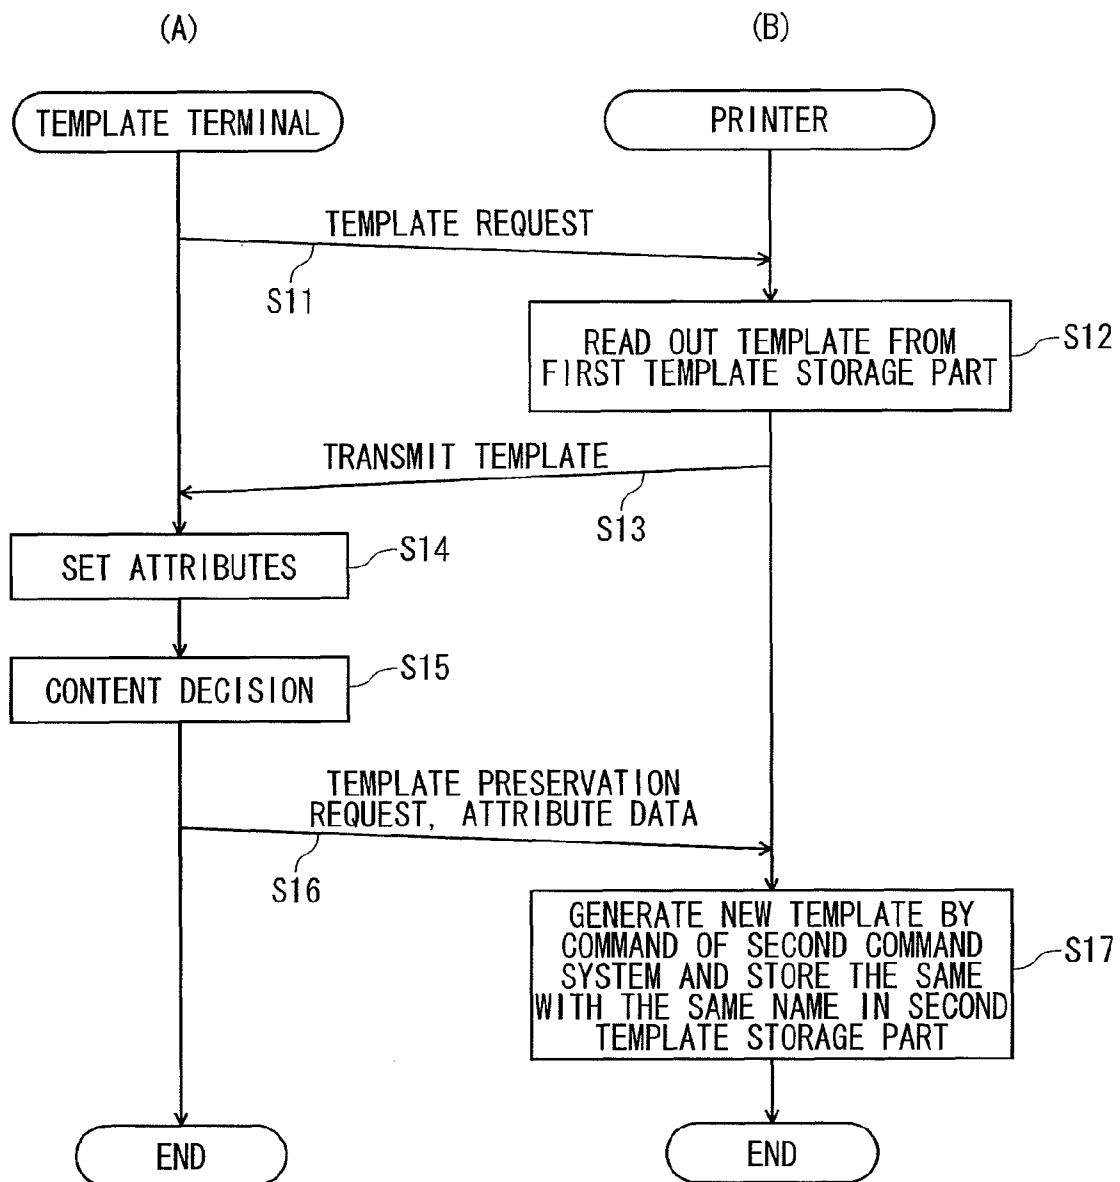 (A)
(B)
TEMPLATE TERMINAL
PRINTER
TEMPLATE REQUEST
S11
READ OUT TEMPLATE FROM
FIRST TEMPLATE STORAGE PART
S12
TRANSMIT TEMPLATE
S13
SET ATTRIBUTES
S14
CONTENT DECISION
S15
TEMPLATE PRESERVATION
REQUEST, ATTRIBUTE DATA
S16
GENERATE NEW TEMPLATE BY
COMMAND OF SECOND COMMAND
SYSTEM AND STORE THE SAME
WITH THE SAME NAME IN SECOND
TEMPLATE STORAGE PART
S17
END
END